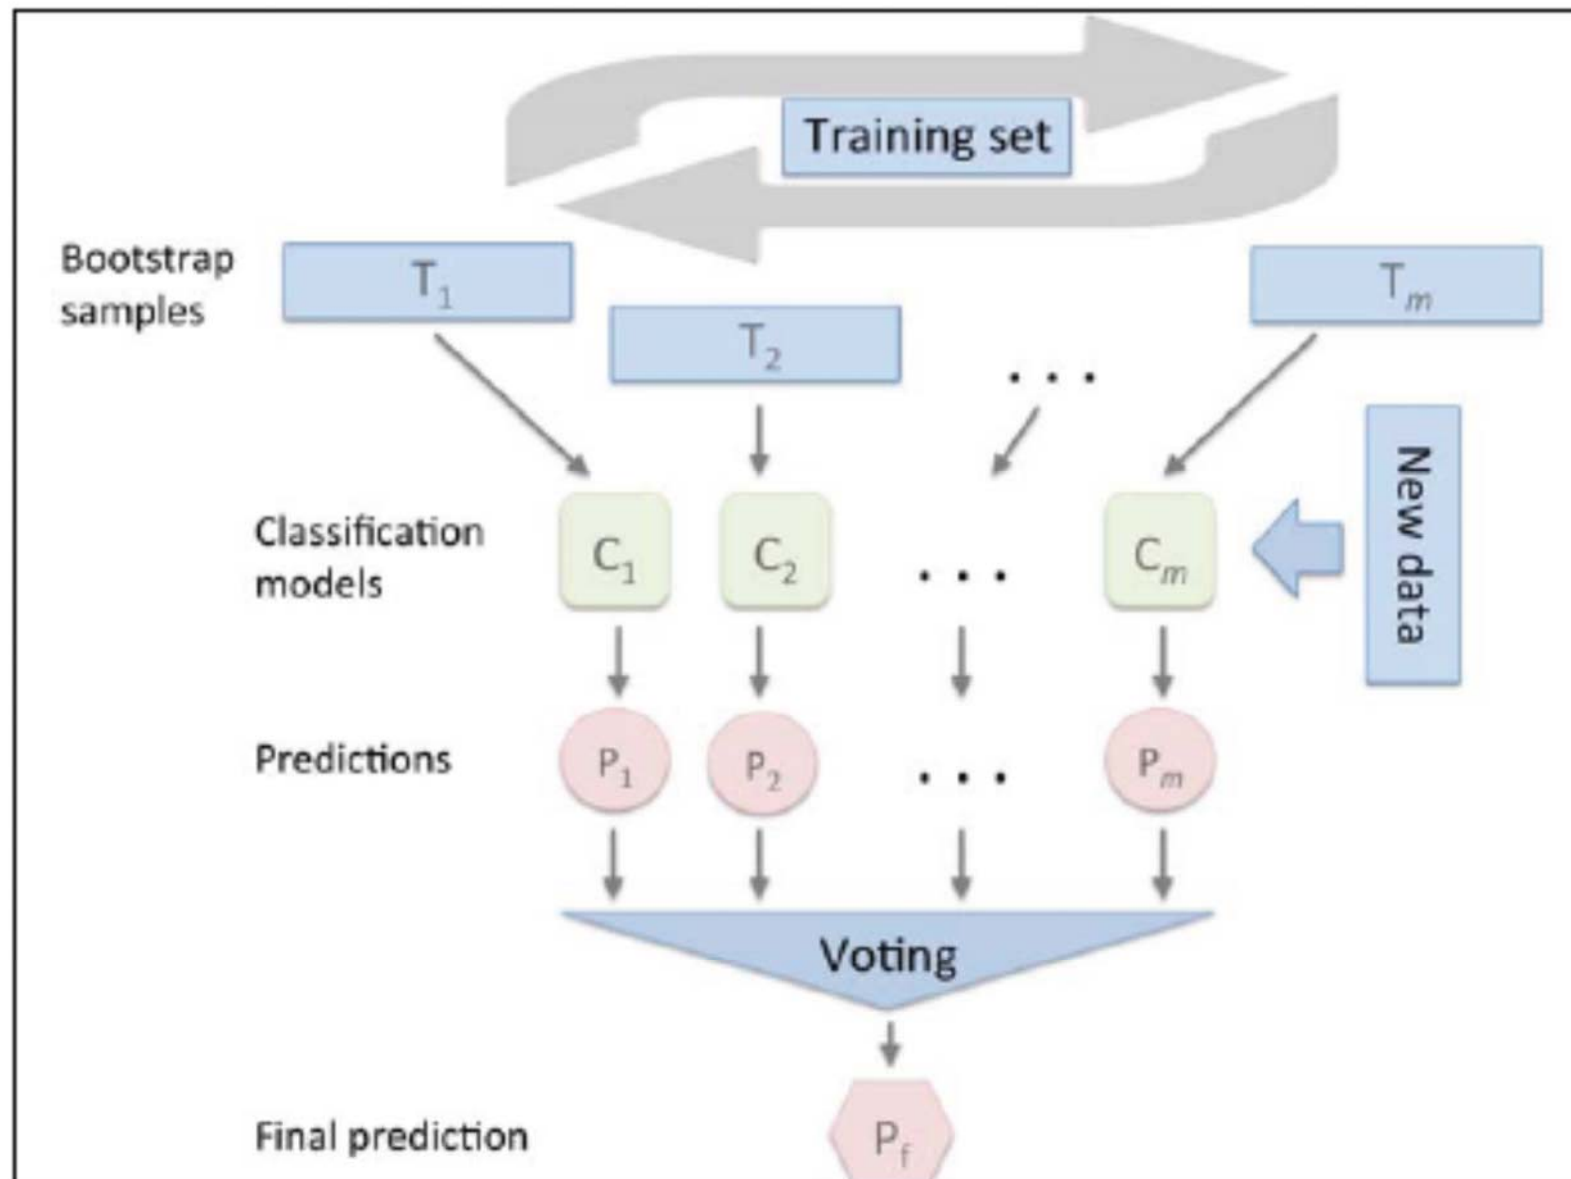 Training set
Bootstrap
samples
T1
T2
Tm
. . .
New data
Classification
models
C1
C2
. . .
Cm
Predictions
P1
P2
. . .
Pm
Voting
Final prediction
Pf